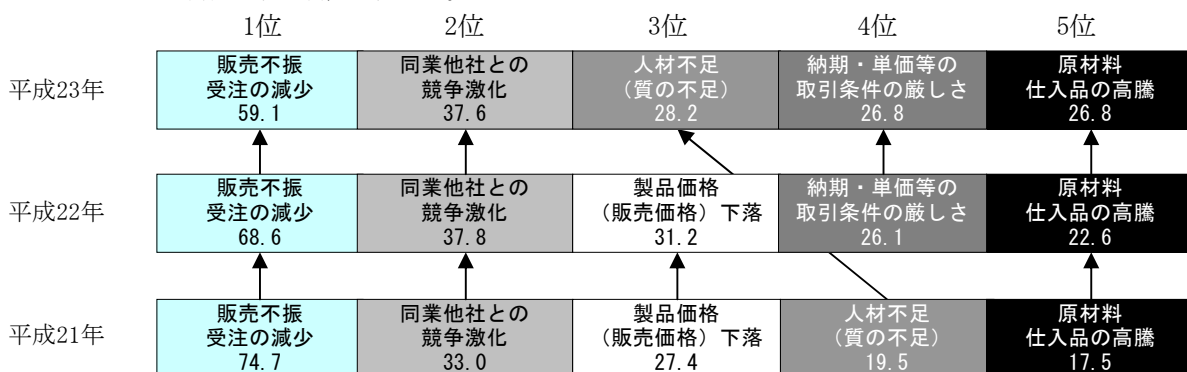 1位 2位 3位 4位 5位
平成23年
販売不振
受注の減少
59.1
同業他社との
競争激化
37.6
人材不足
(質の不足)
28.2
納期・単価等の
取引条件の厳しさ
26.8
原材料
仕入品の高騰
26.8
平成22年
販売不振
受注の減少
68.6
同業他社との
競争激化
37.8
製品価格
(販売価格)下落
31.2
納期・単価等の
取引条件の厳しさ
26.1
原材料
仕入品の高騰
22.6
平成21年
販売不振
受注の減少
74.7
同業他社との
競争激化
33.0
製品価格
(販売価格)下落
27.4
人材不足
(質の不足)
19.5
原材料
仕入品の高騰
17.5